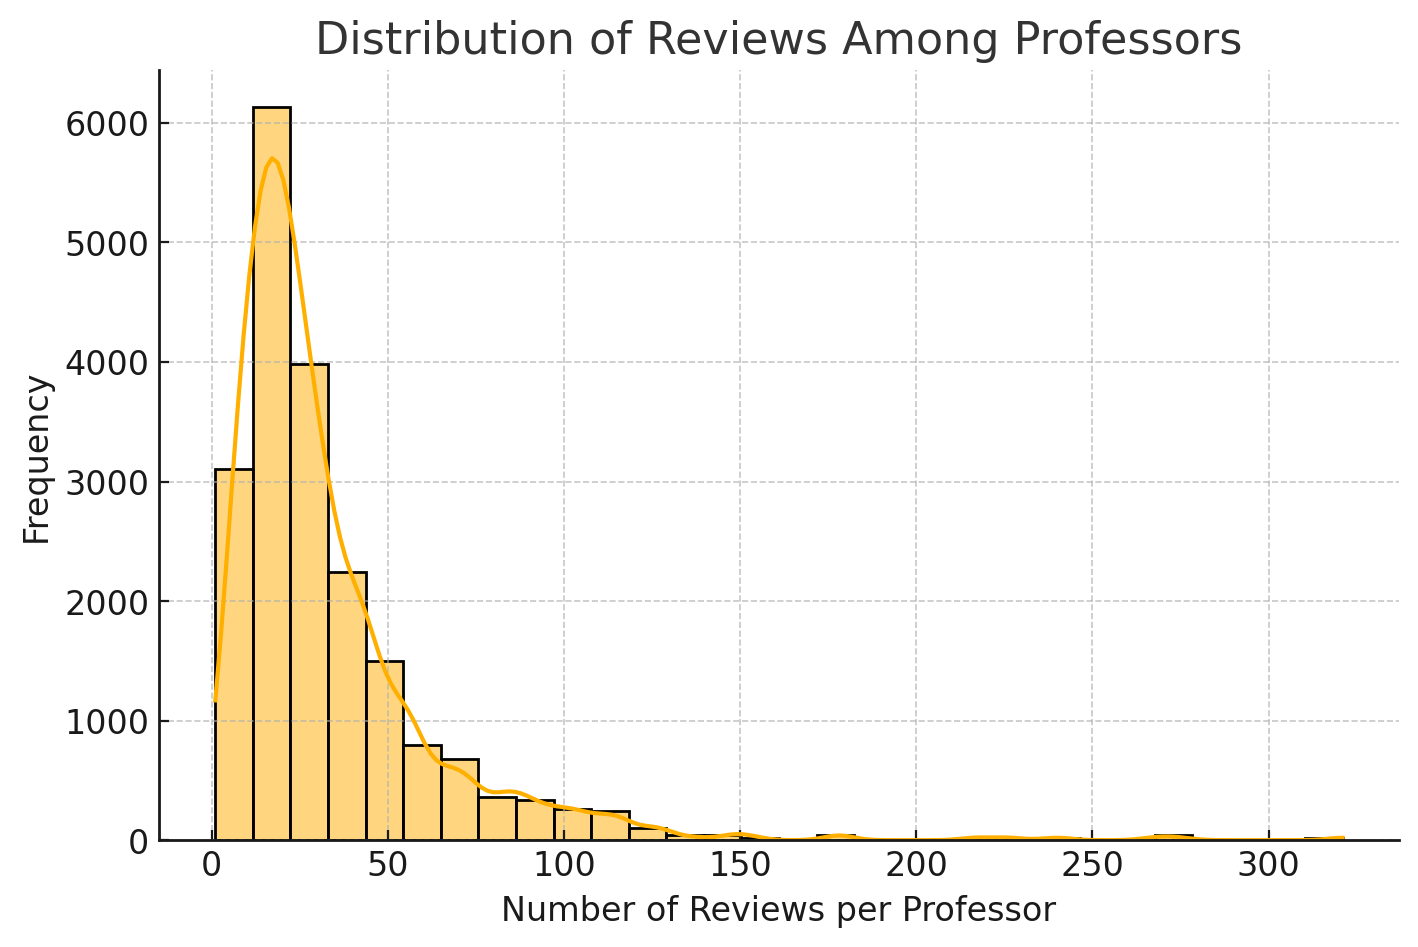 Distribution of Reviews Among Professors
Frequency
6000
5000
4000
3000
2000
1000
0
0 50 100 150 200 250 300
Number of Reviews per Professor